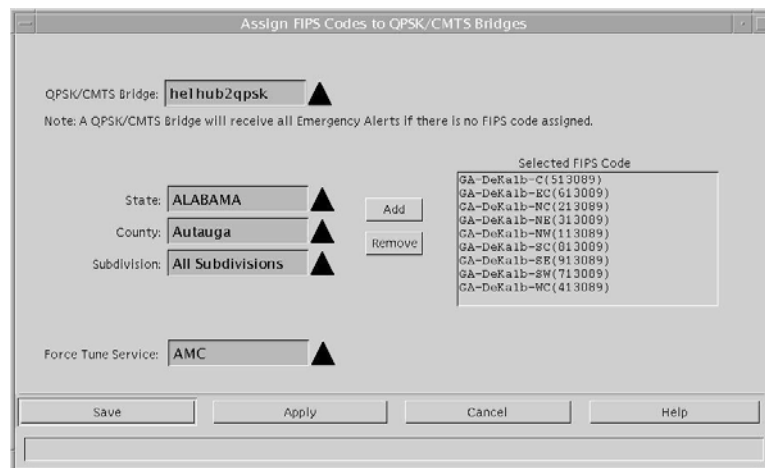 Assign FIPS Codes to QPSK/CMTS Bridges
QPSK/CMTS Bridge: helhub2qpsk
Note: A QPSK/CMTS Bridge will receive all Emergency Alerts if there is no FIPS code assigned.
Selected FIPS Code
GA-DeKalb-C(513089)
GA-DeKalb-EC(613089)
GA-DeKalb-NC(213089)
GA-DeKalb-NE(313089)
GA-DeKalb-NW(113089)
GA-DeKalb-SC(813089)
GA-DeKalb-SE(913089)
GA-DeKalb-SW(713089)
GA-DeKalb-WC(413089)
State: ALABAMA
County: Autauga
Subdivision: All Subdivisions
Add
Remove
Force Tune Service: AMC
Save Apply Cancel Help